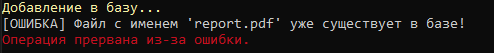 Добавление в базу...
[ОШИБКА] Файл с именем 'report.pdf' уже существует в базе!
Операция прервана из-за ошибки.